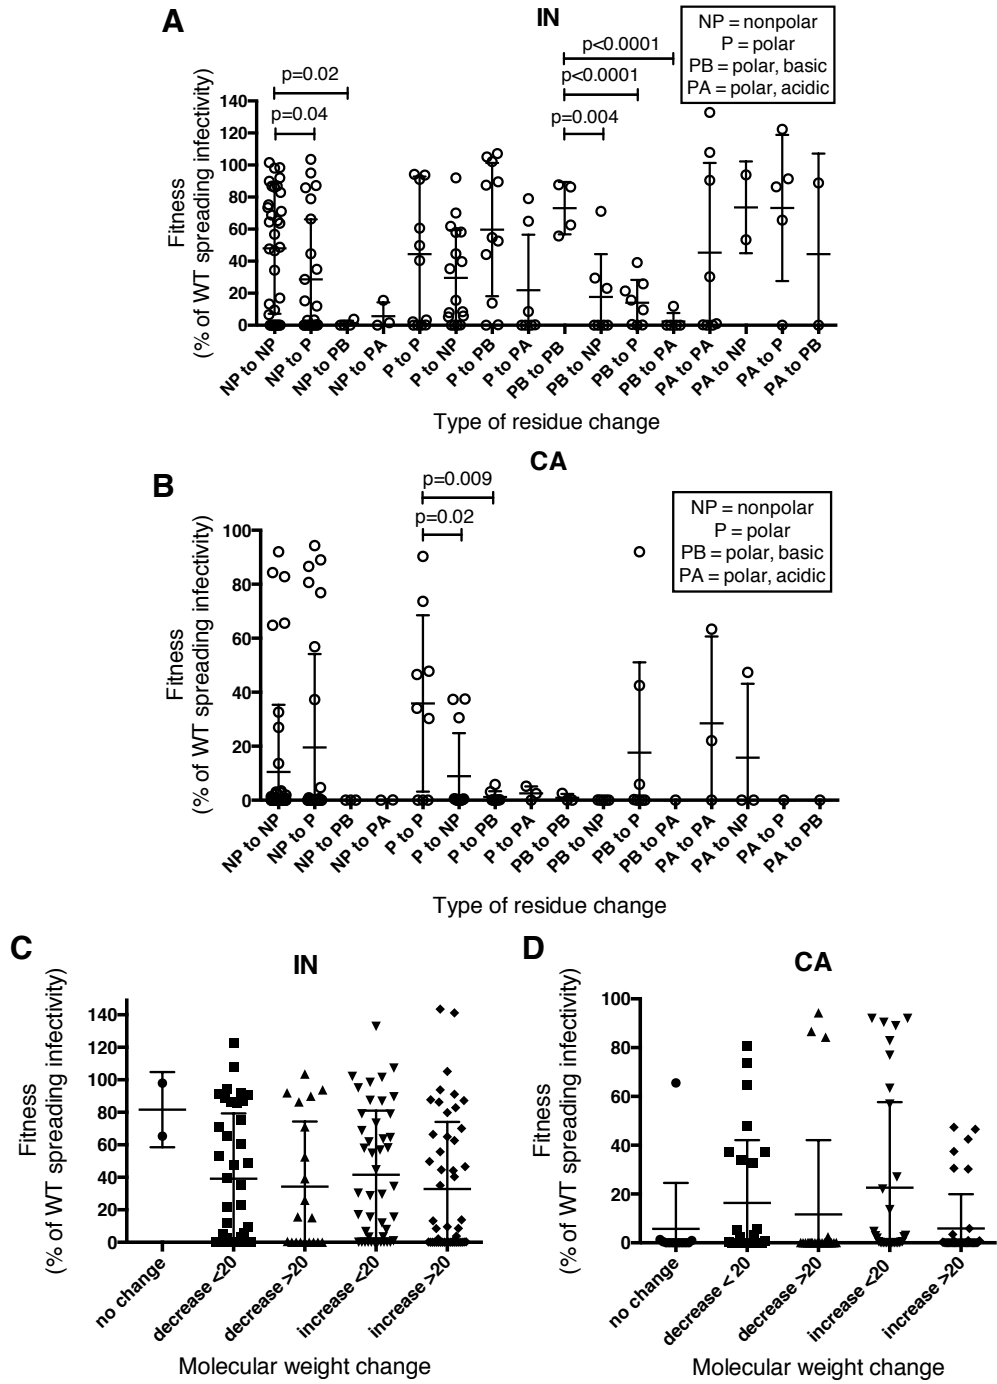 A
IN
NP = nonpolar
P = polar
PB = polar, basic
PA = polar, acidic
p<0.0001
p<0.0001
p=0.004
p=0.02
p=0.04
Fitness
(% of WT spreading infectivity)
140
120
100
80
60
40
20
0
NP to NP
NP to P
NP to PB
NP to PA
P to P
P to NP
P to PB
P to PA
PB to PB
PB to NP
PB to P
PB to PA
PA to PA
PA to NP
PA to P
PA to PB
Type of residue change
B
CA
NP = nonpolar
P = polar
PB = polar, basic
PA = polar, acidic
p=0.009
p=0.02
Fitness
(% of WT spreading infectivity)
100
80
60
40
20
0
NP to NP
NP to P
NP to PB
NP to PA
P to P
P to NP
P to PB
P to PA
PB to PB
PB to NP
PB to P
PB to PA
PA to PA
PA to NP
PA to P
PA to PB
Type of residue change
C
IN
Fitness
(% of WT spreading infectivity)
140
120
100
80
60
40
20
0
no change
decrease <20
decrease >20
increase <20
increase >20
Molecular weight change
D
CA
Fitness
(% of WT spreading infectivity)
100
80
60
40
20
0
no change
decrease < 20
decrease >20
increase <20
increase >20
Molecular weight change